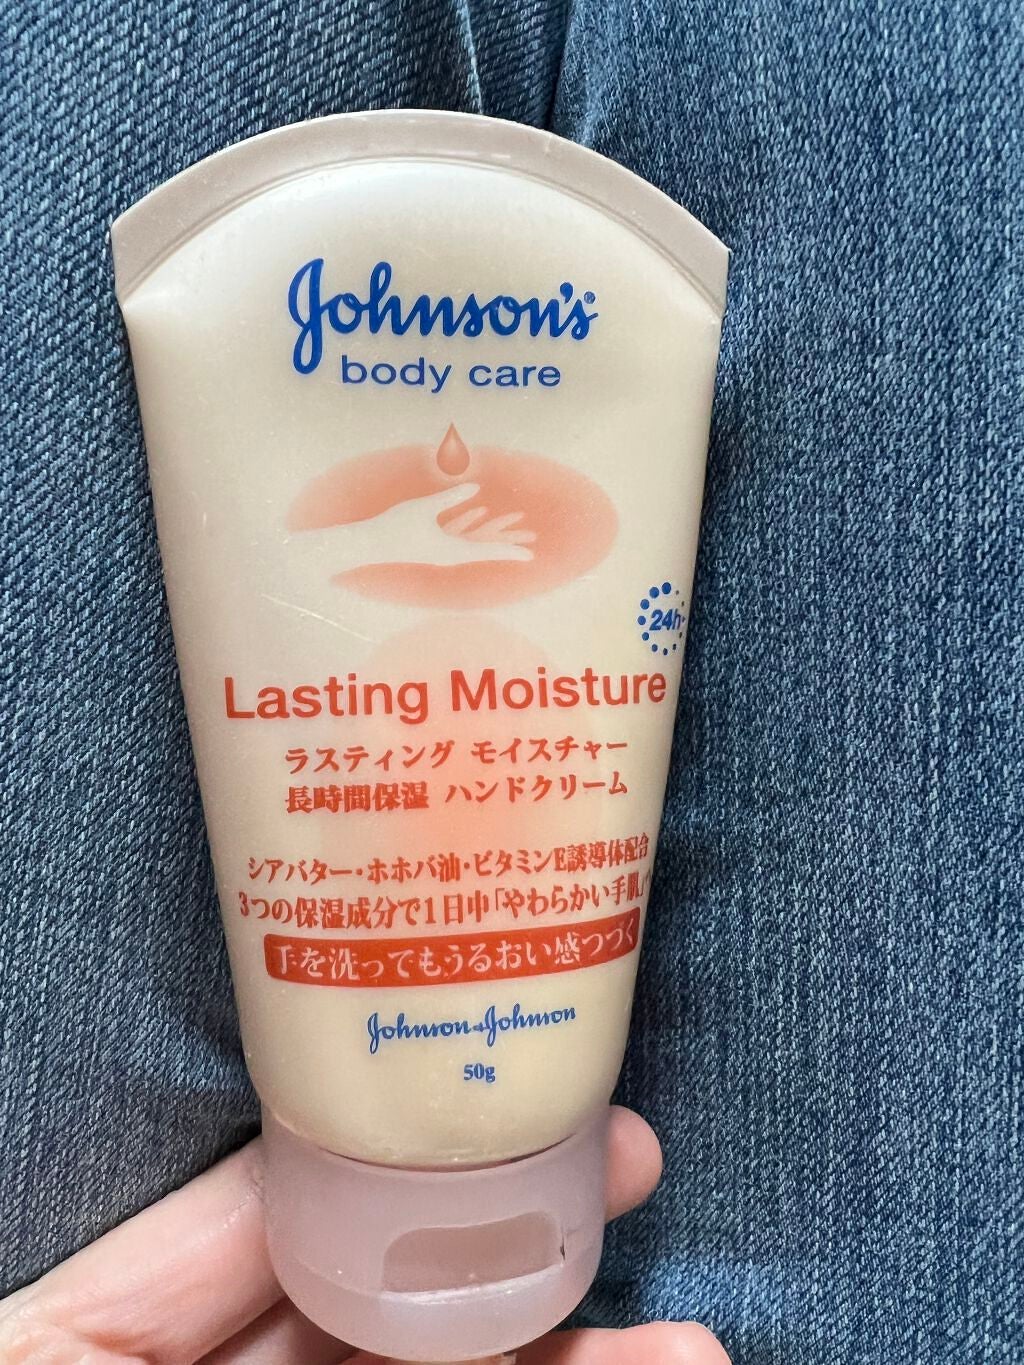 Johnson's®
body care
24h
Lasting Moisture
ラスティング モイスチャー
長時間保湿 ハンドクリーム
シアバター・ホホバ油・ビタミンE誘導体配合
3つの保湿成分で1日中「やわらかい手肌」
手を洗ってもうるおい感つづく
Johnson&Johnson
50g